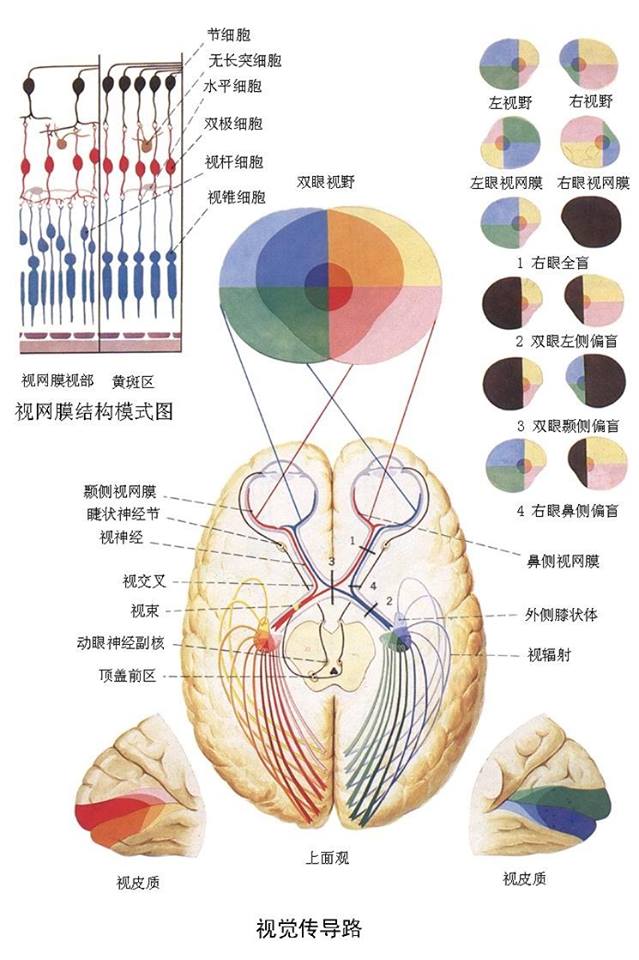 节细胞
无长突细胞
水平细胞
双极细胞
视杆细胞
视锥细胞
视网膜视部
黄斑区
视网膜结构模式图
双眼视野
左视野
右视野
左眼视网膜
右眼视网膜
1 右眼全盲
2 双眼左侧偏盲
3 双眼颞侧偏盲
4 右眼鼻侧偏盲
颞侧视网膜
睫状神经节
视神经
视交叉
视束
动眼神经副核
顶盖前区
3
1
4
2
鼻侧视网膜
外侧膝状体
视辐射
视皮质
上面观
视皮质
视觉传导路